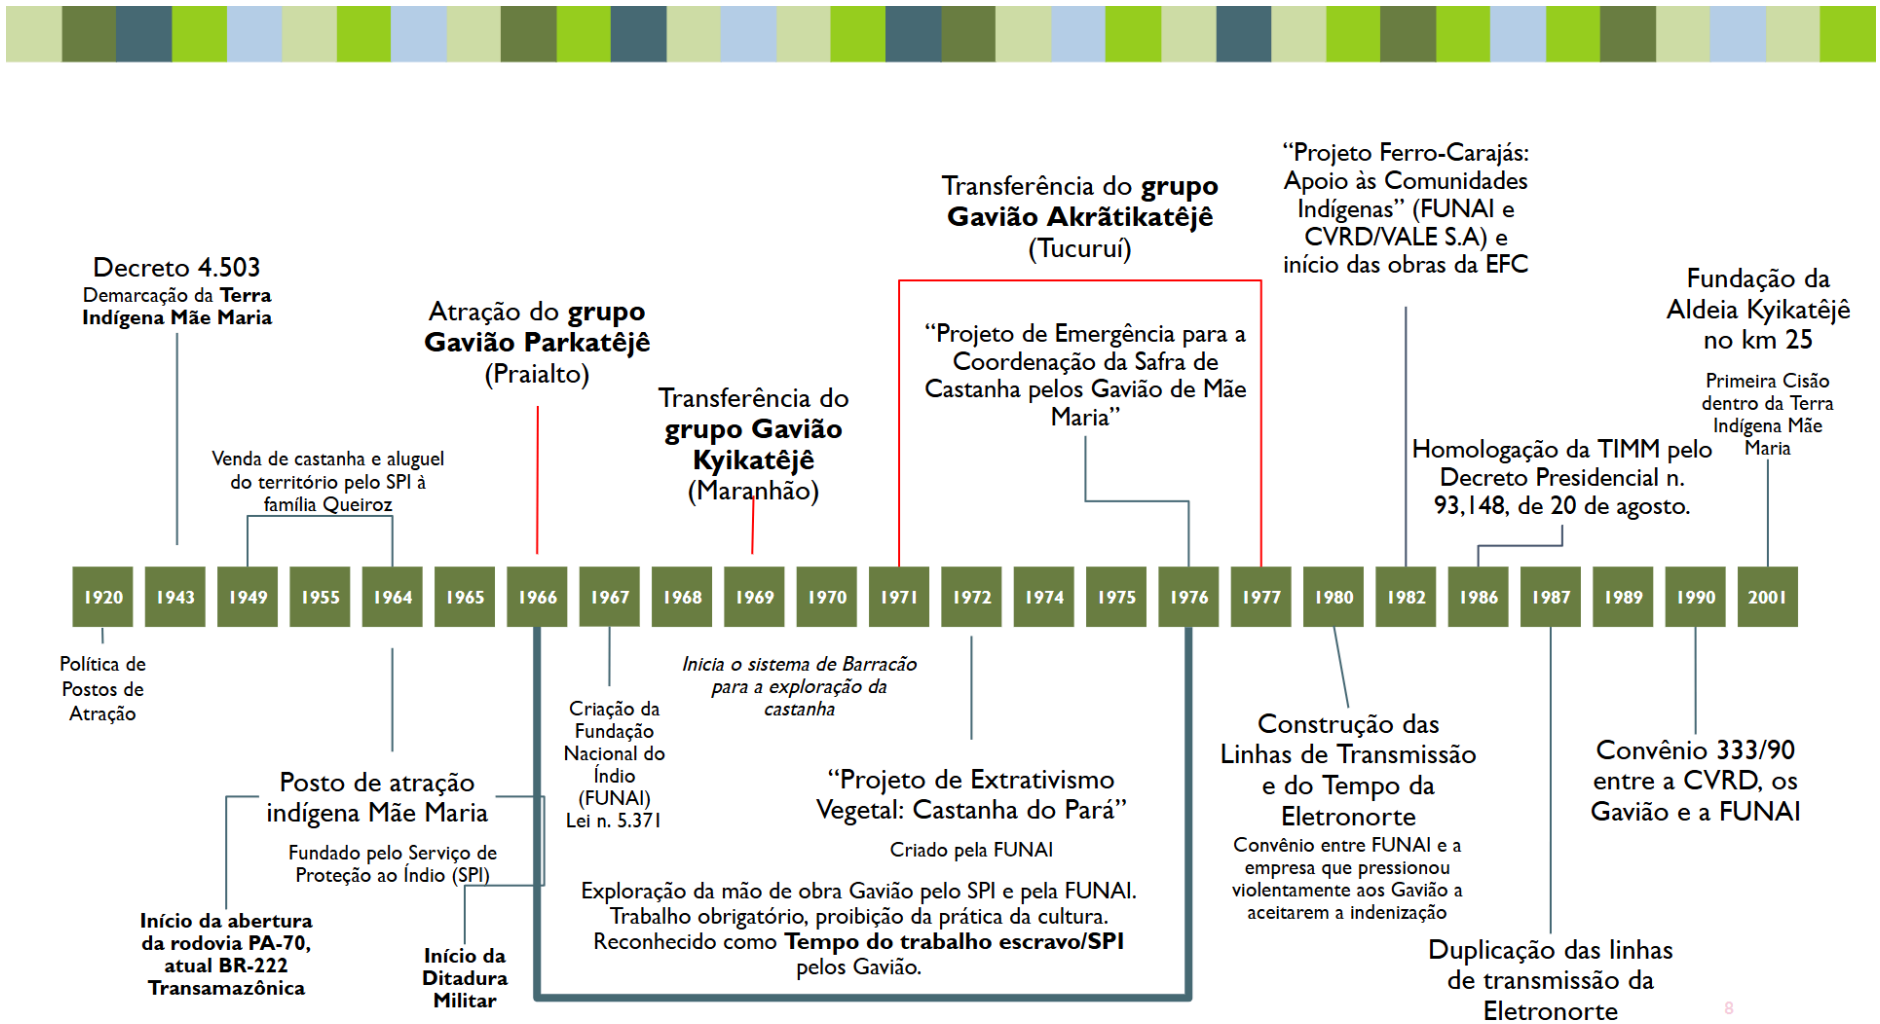 Decreto 4.503
Demarcação da Terra
Indígena Mãe Maria
Venda de castanha e aluguel
do território pelo SPI à
família Queiroz
Atração do grupo
Gavião Parkatêjê
(Praialto)
Transferência do
grupo Gavião
Kyikatêjê
(Maranhão)
Transferência do grupo
Gavião Akrãtikatêjê
(Tucuruí)
“Projeto de Emergência para a
Coordenação da Safra de
Castanha pelos Gavião de Mãe
Maria”
“Projeto Ferro-Carajás:
Apoio às Comunidades
Indígenas” (FUNAI e
CVRD/VALE S.A) e
início das obras da EFC
Homologação da TIMM pelo
Decreto Presidencial n.
93,148, de 20 de agosto.
Fundação da
Aldeia Kyikatêjê
no km 25
Primeira Cisão
dentro da Terra
Indígena Mãe
Maria
1920 1943 1949 1955 1964 1965 1966 1967 1968 1969 1970 1971 1972 1974 1975 1976 1977 1980 1982 1986 1987 1989 1990 2001
Política de
Postos de
Atração
Posto de atração
indígena Mãe Maria
Fundado pelo Serviço de
Proteção ao Índio (SPI)
Início da abertura
da rodovia PA-70,
atual BR-222
Transamazônica
Início da
Ditadura
Militar
Criação da
Fundação
Nacional do
Índio
(FUNAI)
Lei n. 5.371
Inicia o sistema de Barracão
para a exploração da
castanha
“Projeto de Extrativismo
Vegetal: Castanha do Pará”
Criado pela FUNAI
Exploração da mão de obra Gavião pelo SPI e pela FUNAI.
Trabalho obrigatório, proibição da prática da cultura.
Reconhecido como Tempo do trabalho escravo/SPI
pelos Gavião.
Construção das
Linhas de Transmissão
e do Tempo da
Eletronorte
Convênio entre FUNAI e a
empresa que pressionou
violentamente aos Gavião a
aceitarem a indenização
Duplicação das linhas
de transmissão da
Eletronorte
Convênio 333/90
entre a CVRD, os
Gavião e a FUNAI
8